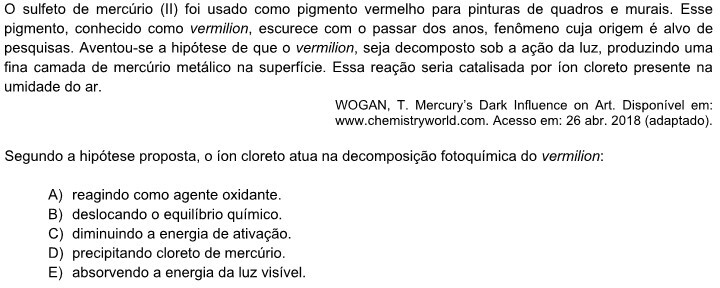 O sulfeto de mercúrio (II) foi usado como pigmento vermelho para pinturas de quadros e murais. Esse
pigmento, conhecido como vermilion, escurece com o passar dos anos, fenômeno cuja origem é alvo de
pesquisas. Aventou-se a hipótese de que o vermilion, seja decomposto sob a ação da luz, produzindo uma
fina camada de mercúrio metálico na superfície. Essa reação seria catalisada por íon cloreto presente na
umidade do ar.
WOGAN, T. Mercury's Dark Influence on Art. Disponível em:
www.chemistryworld.com. Acesso em: 26 abr. 2018 (adaptado).
Segundo a hipótese proposta, o íon cloreto atua na decomposição fotoquímica do vermilion:
A) reagindo como agente oxidante.
B) deslocando o equilíbrio químico.
C) diminuindo a energia de ativação.
D) precipitando cloreto de mercúrio.
E) absorvendo a energia da luz visível.